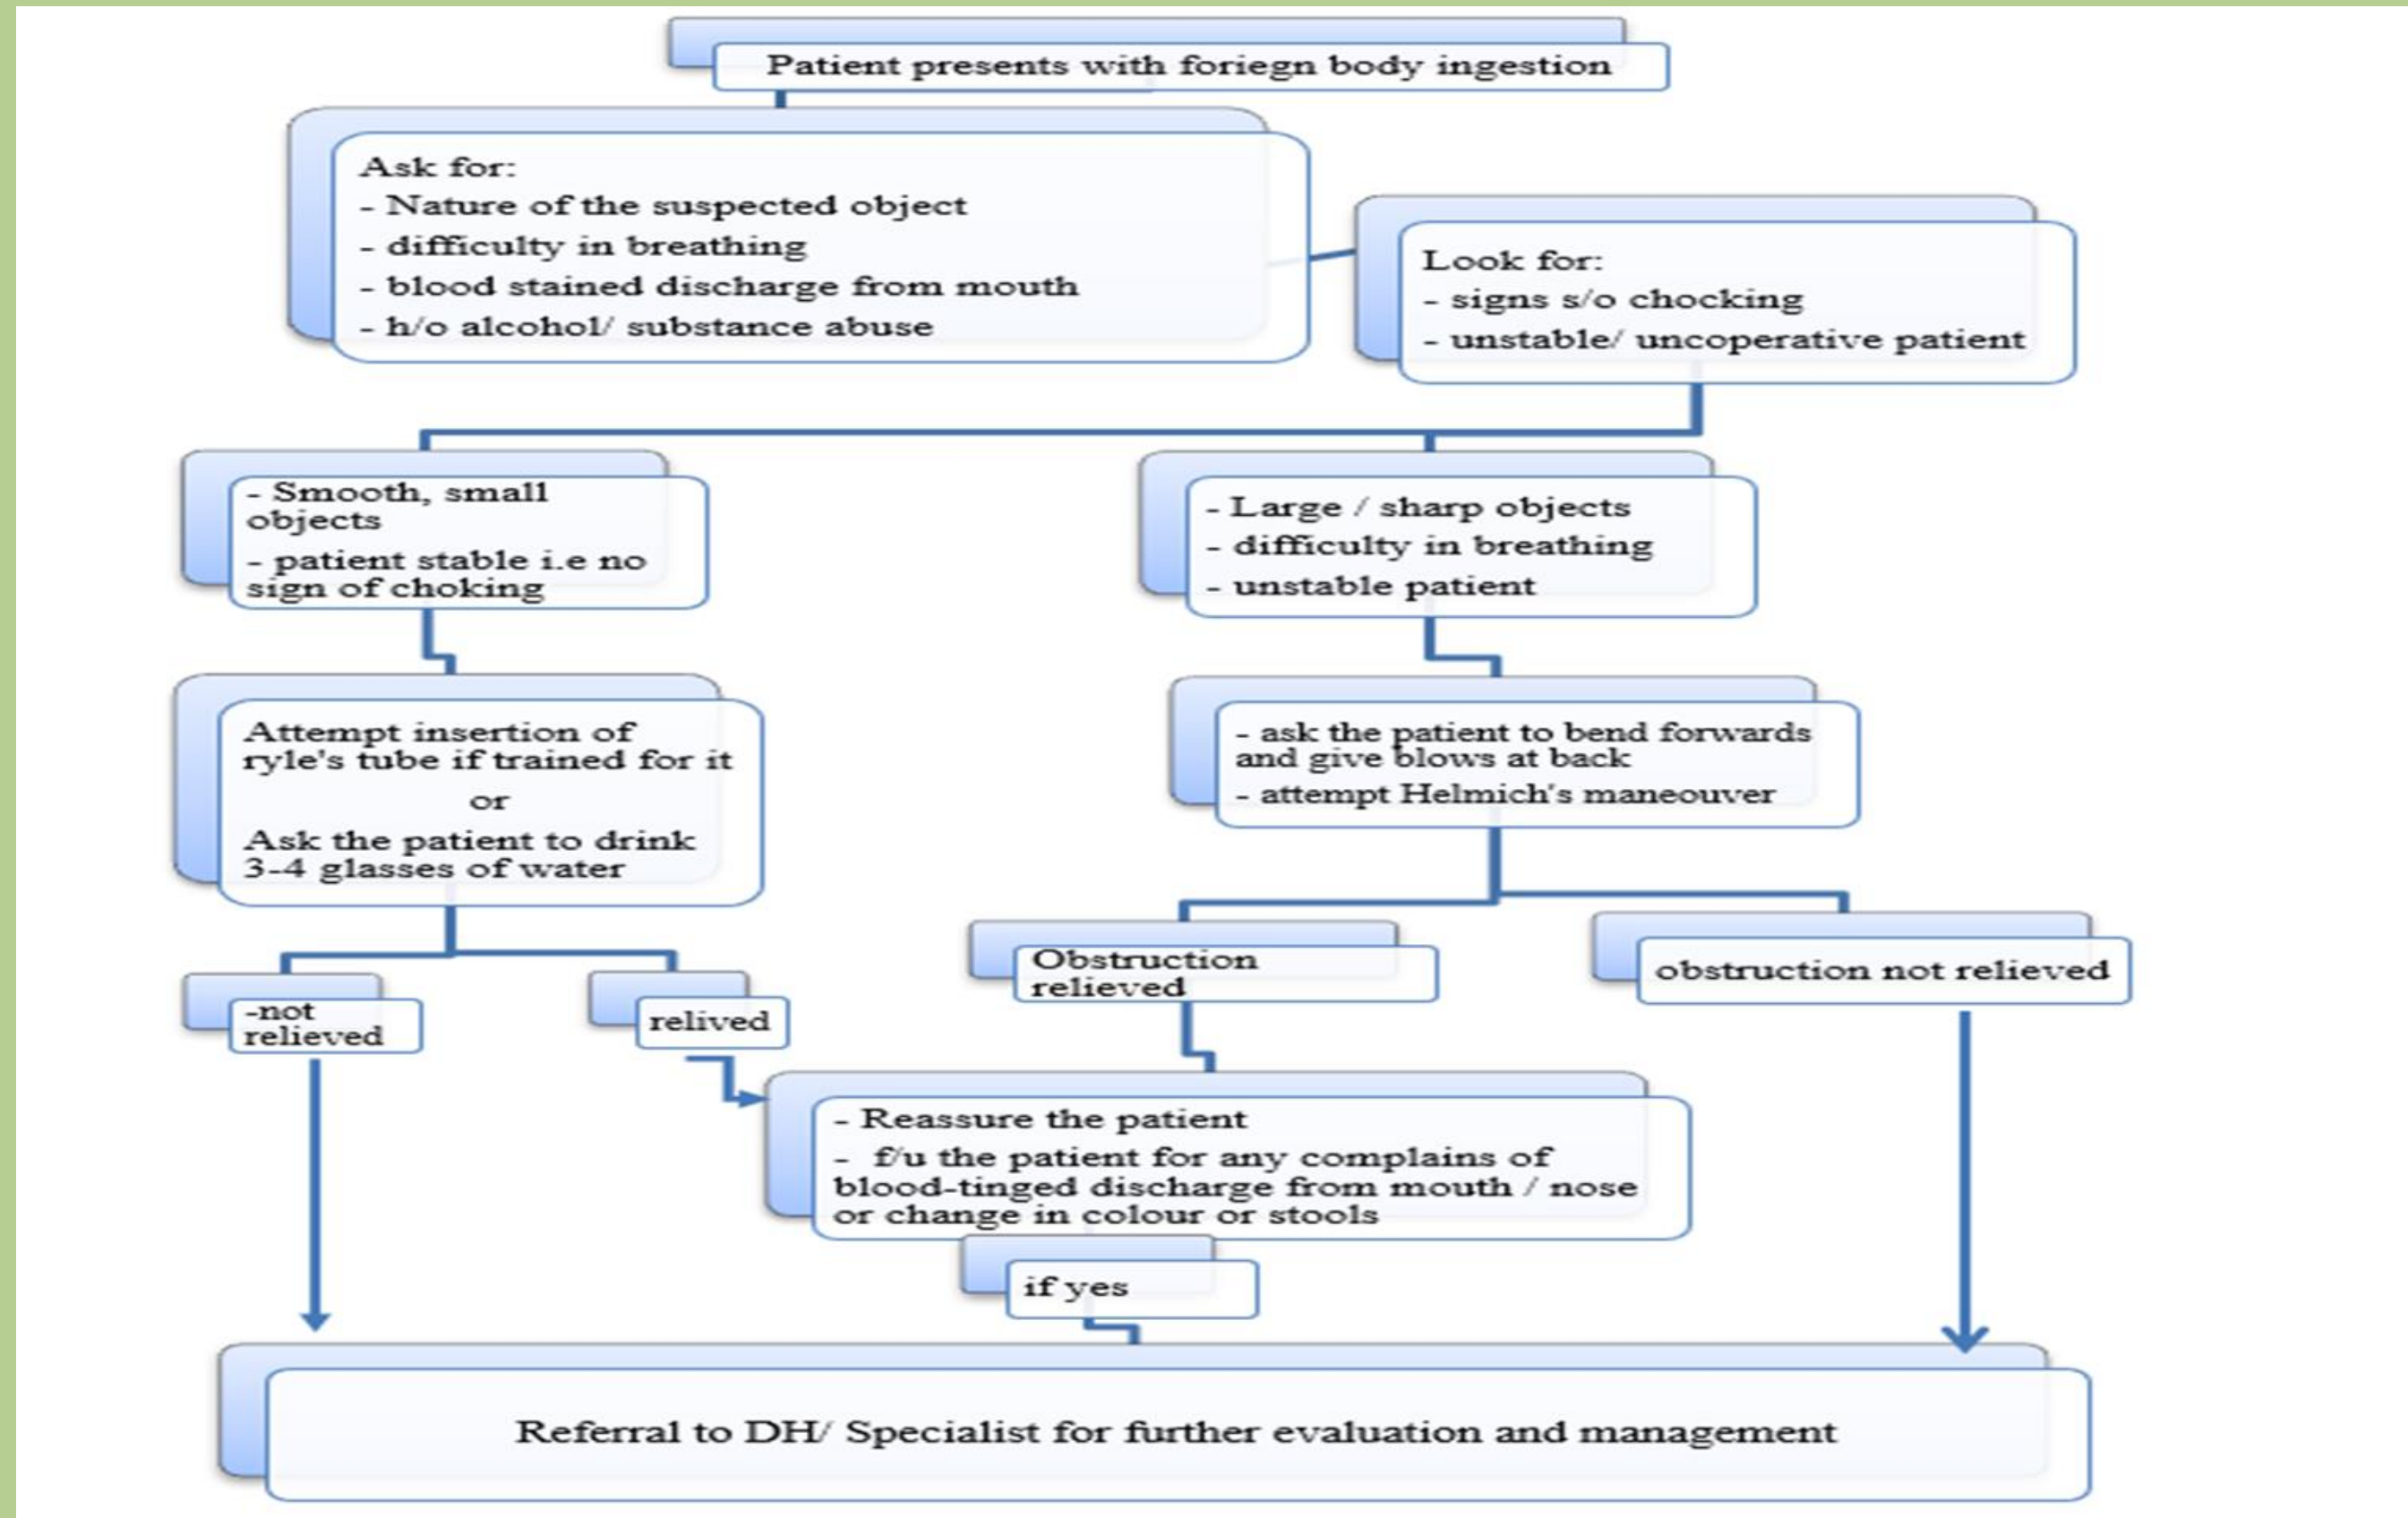 Patient presents with foriegn body ingestion
Ask for:
- Nature of the suspected object
- difficulty in breathing
- blood stained discharge from mouth
- h/o alcohol/ substance abuse
Look for:
- signs s/o chocking
- unstable/ uncoperative patient
- Smooth, small
objects
- patient stable i.e no
sign of choking
- Large / sharp objects
- difficulty in breathing
- unstable patient
Attempt insertion of
ryle's tube if trained for it
or
Ask the patient to drink
3-4 glasses of water
- ask the patient to bend forwards
and give blows at back
- attempt Helmich's maneouver
-not
relieved
relived
Obstruction
relieved
obstruction not relieved
- Reassure the patient
- f/u the patient for any complains of
blood-tinged discharge from mouth / nose
or change in colour or stools
if yes
Referral to DH/ Specialist for further evaluation and management